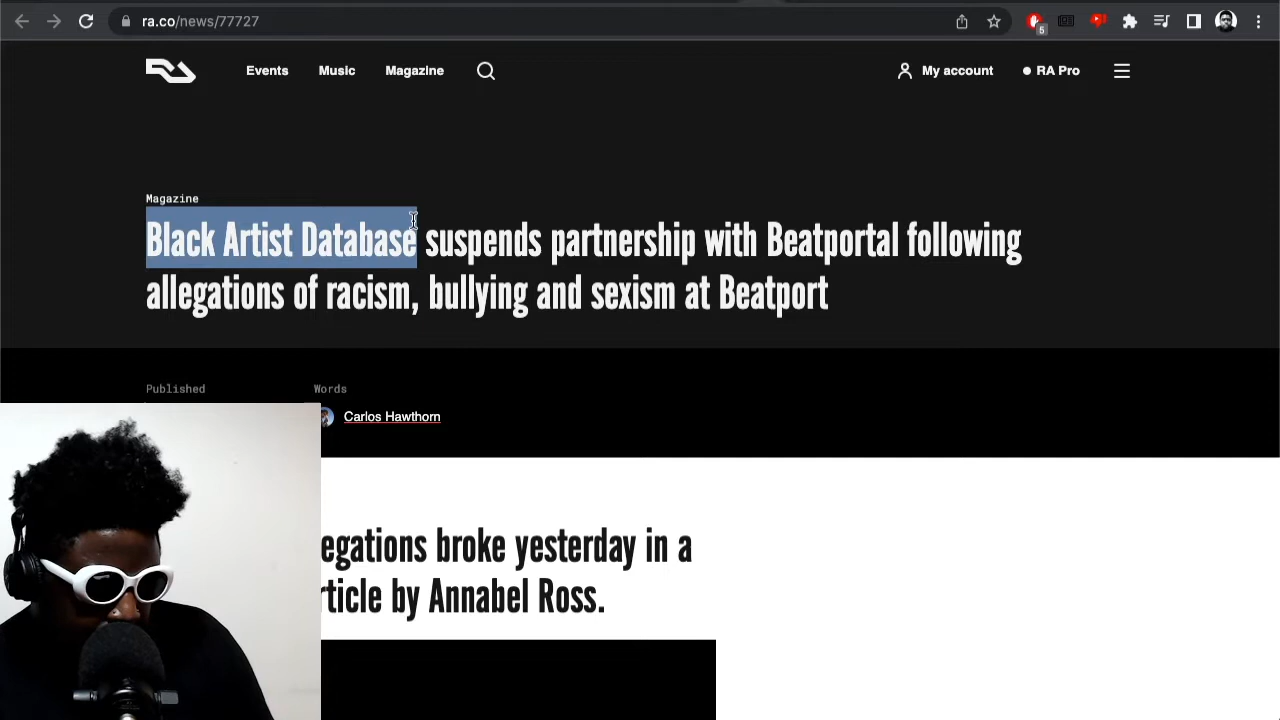 ra.co/news/77727
5
Events Music Magazine My account RA Pro
Magazine
Black Artist Database suspends partnership with Beatportal following
allegations of racism, bullying and sexism at Beatport
Published Words
Carlos Hawthorn
egations broke yesterday in a
rticle by Annabel Ross.